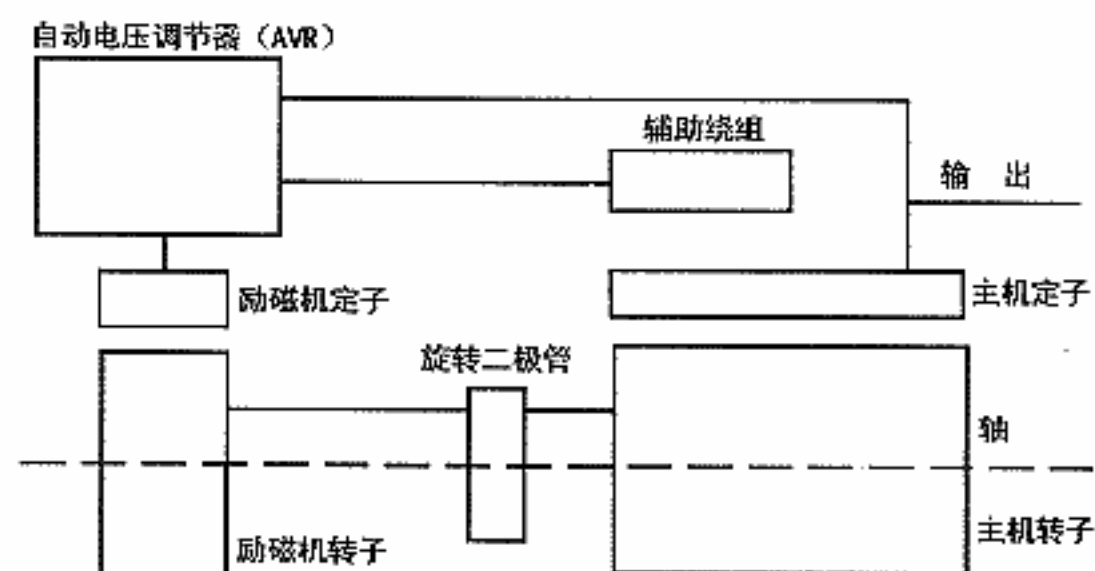 自动电压调节器（AVR）
辅助绕组
输 出
励磁机定子
主机定子
旋转二极管
轴
励磁机转子
主机转子